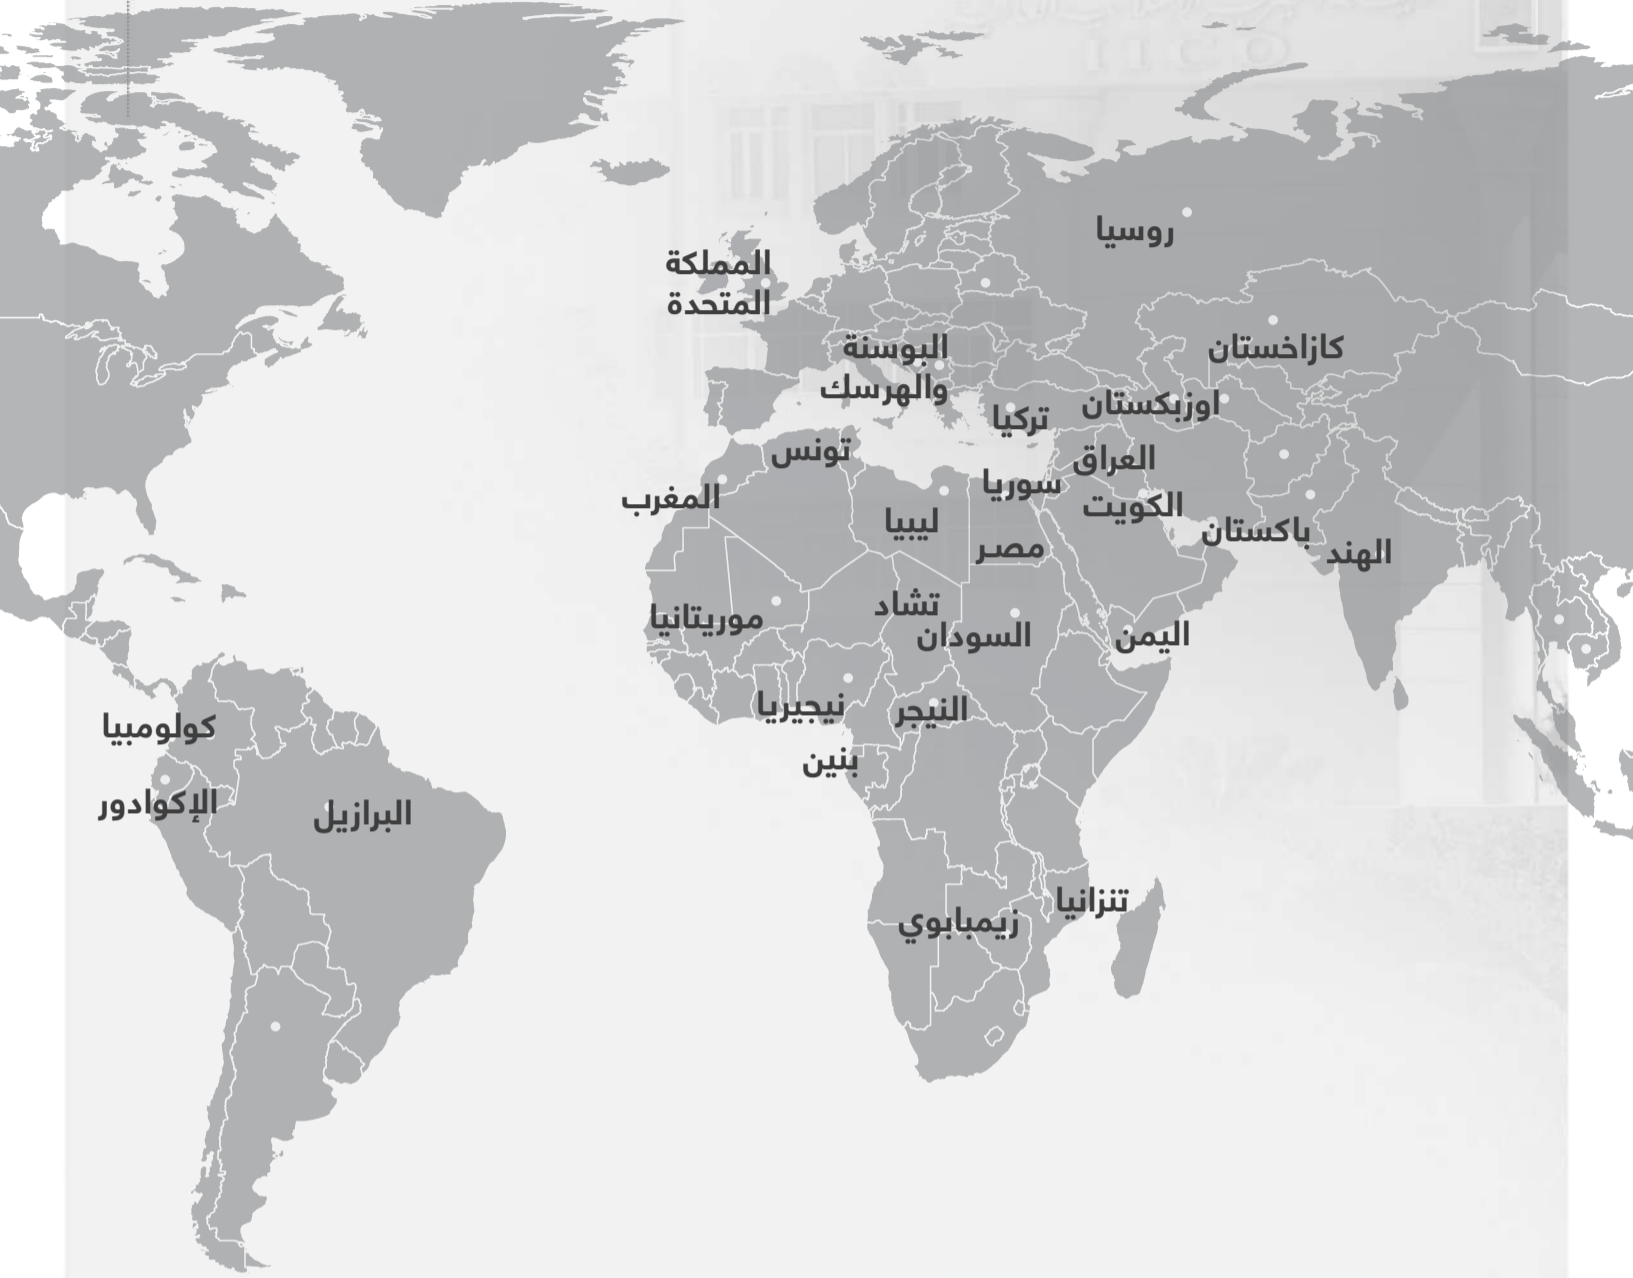 IICO
روسيا
المملكة
المتحدة
البوسنة
والهرسك
كازاخستان
اوزبكستان
تركيا
تونس
العراق
سوريا
المغرب
الكويت
ليبيا
باكستان
مصر
الهند
تشاد
موريتانيا
السودان
اليمن
نيجيريا
النيجر
كولومبيا
بنين
الإكوادور
البرازيل
تنزانيا
زيمبابوي